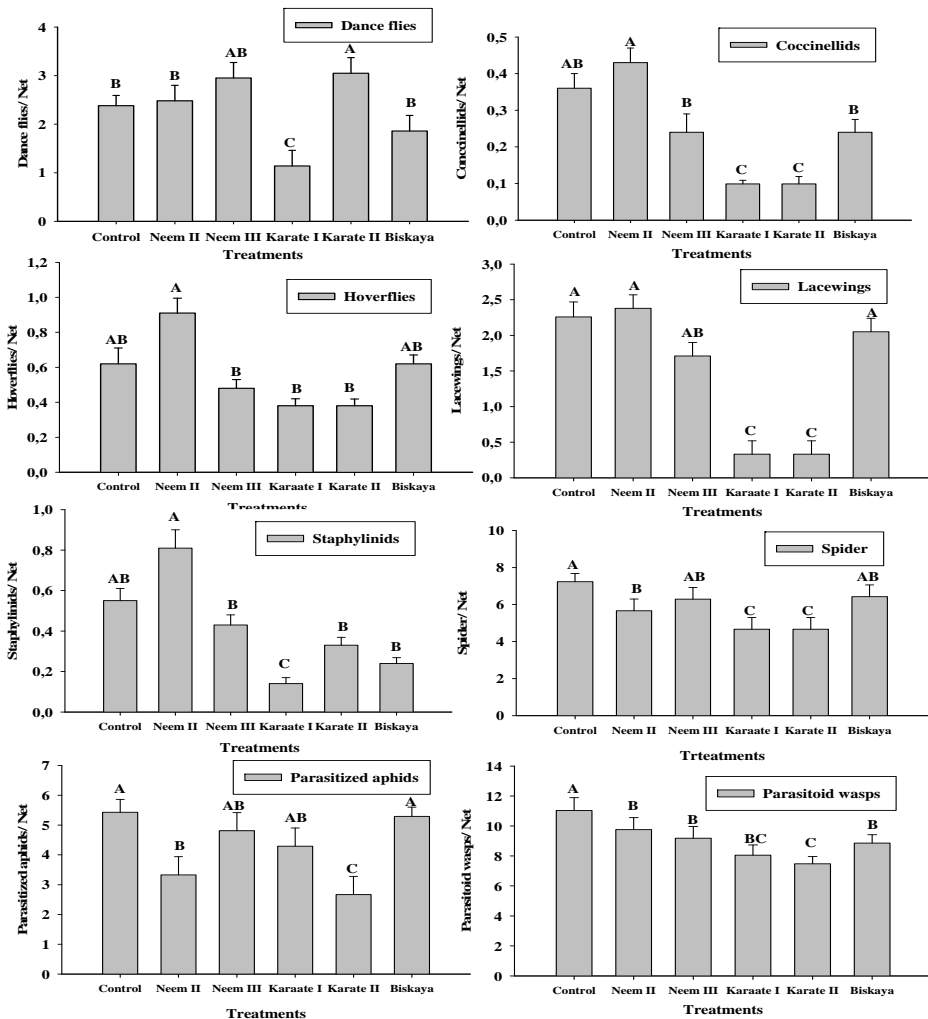 Dance flies
4
3
2
1
0
Dance flies/ Net
A
AB
B
B
B
C
Control Neem II Neem III Karate I Karate II Biskaya
Treatments
Coccinellids
0,5
0,4
0,3
0,2
0,1
0,0
Conccinellids/ Net
AB
A
B
C
C
B
Control Neem II Neem III Karaate I Karate II Biskaya
Treatments
Hoverflies
1,2
1,0
0,8
0,6
0,4
0,2
0,0
Hoverflies/ Net
AB
A
B
B
B
AB
Control Neem II Neem III Karaate I Karate II Biskaya
Treatments
Lacewings
3,0
2,5
2,0
1,5
1,0
0,5
0,0
Lacewings/ Net
A
A
AB
C
C
A
Control Neem II Neem III Karaate I Karate II Biskaya
Treatments
Staphylinids
1,0
0,8
0,6
0,4
0,2
0,0
Staphylinids/ Net
AB
A
B
C
B
B
Control Neem II Neem III Karaate I Karate II Biskaya
Treatments
Spider
10
8
6
4
2
0
Spider/ Net
A
B
AB
C
C
AB
Control Neem II Neem III Karaate I Karate II Biskaya
Trteatments
Parasitized aphids
7
6
5
4
3
2
1
0
Parasitized aphids/ Net
A
B
AB
AB
C
A
Control Neem II Neem III Karaate I Karate II Biskaya
Treatments
Parasitoid wasps
14
12
10
8
6
4
2
0
Parasitoid wasps/ Net
A
B
B
BC
C
B
Control Neem II Neem III Karaate I Karate II Biskaya
Treatments